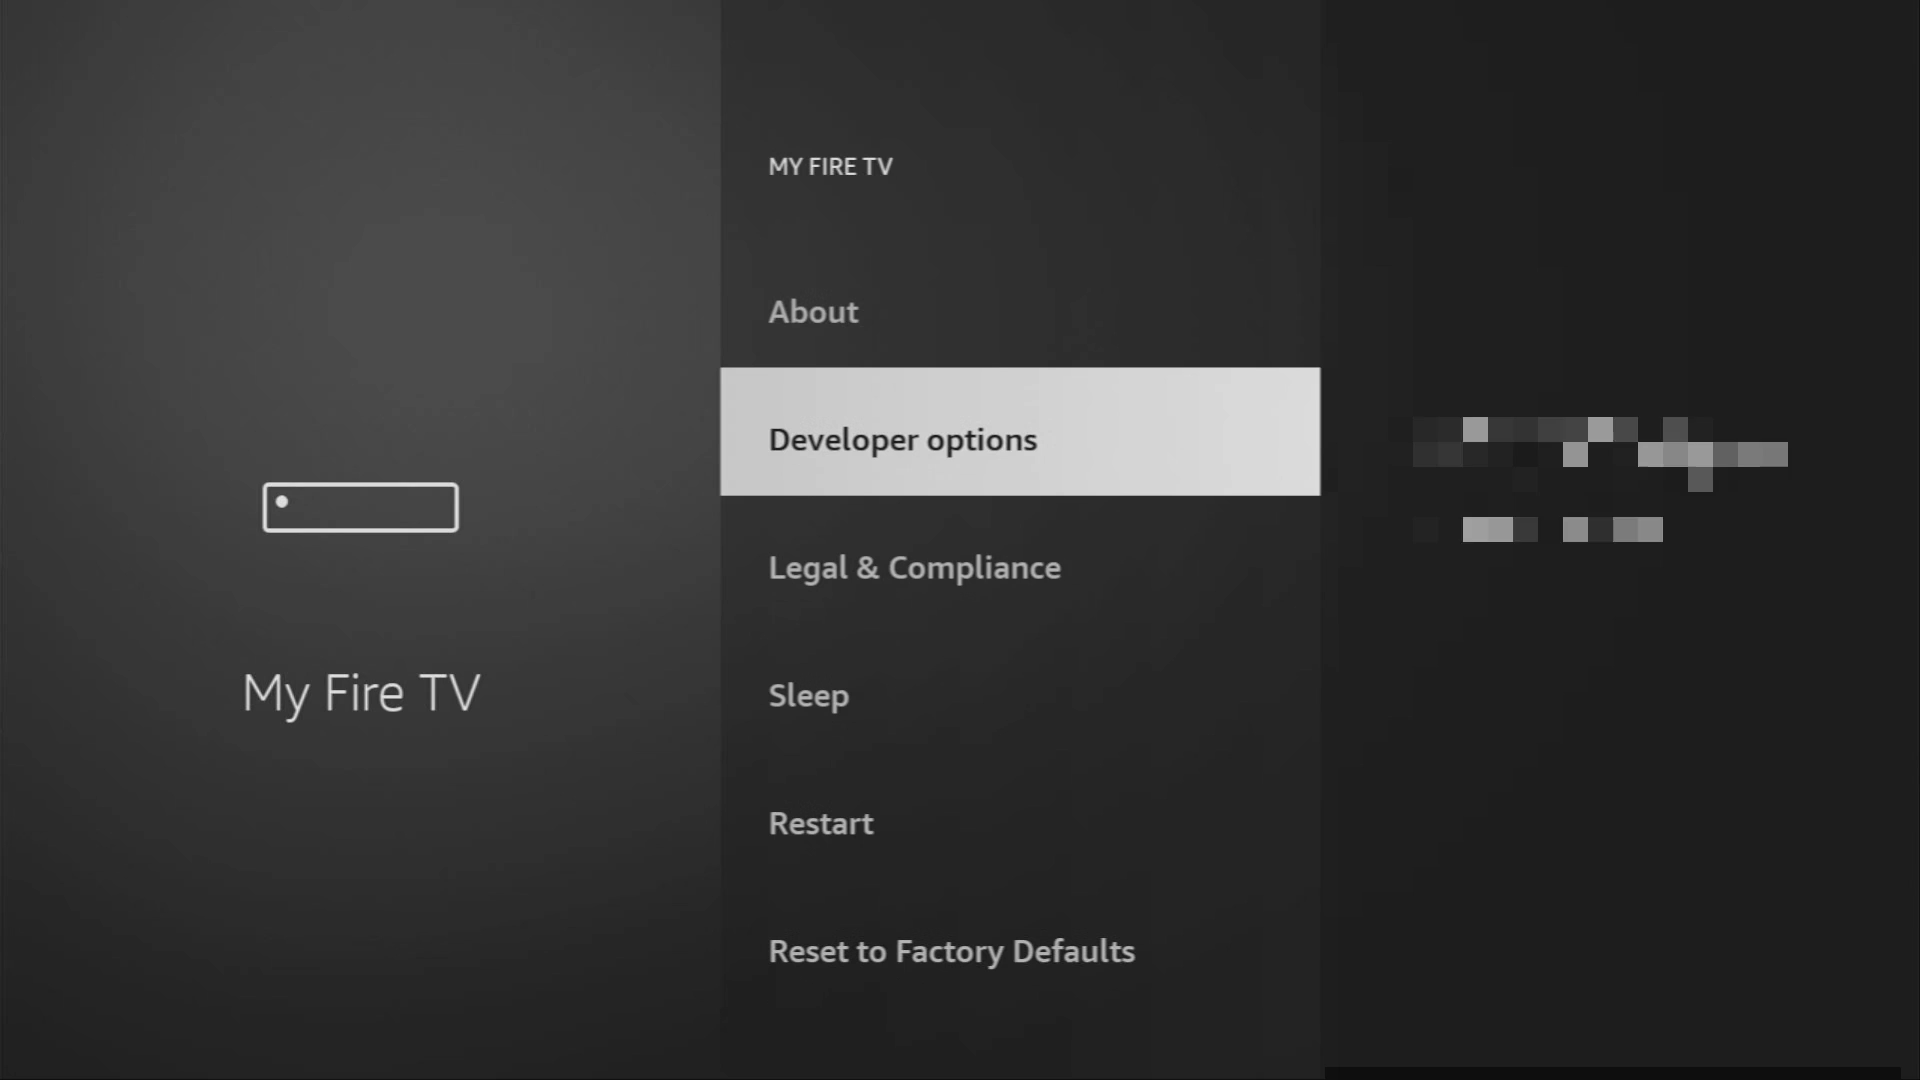 MY FIRE TV
About
Developer options
Legal & Compliance
Sleep
Restart
Reset to Factory Defaults
My Fire TV